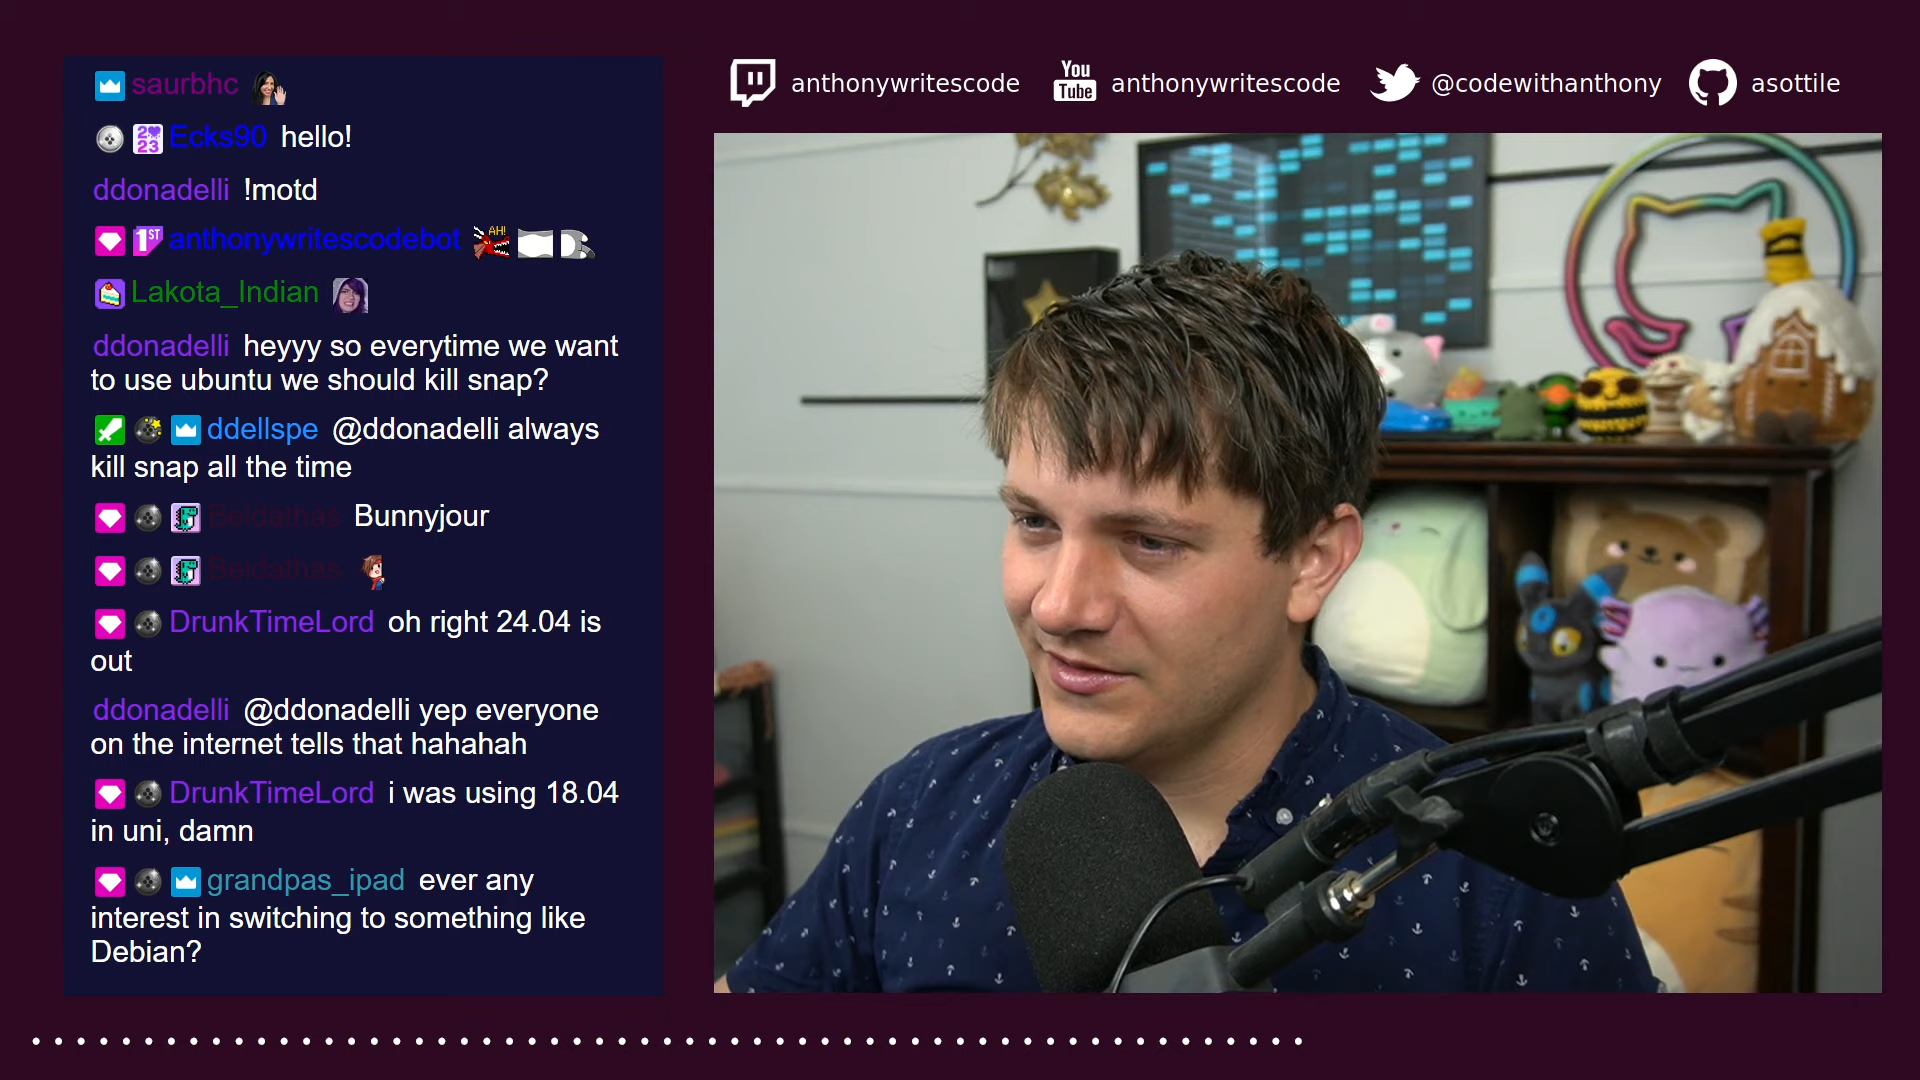 saurbhc
Ecks90 hello!
ddonadelli !motd
1ST anthonywritescodebot AH!
Lakota_Indian
ddonadelli heyyy so everytime we want
to use ubuntu we should kill snap?
ddellspe @ddonadelli always
kill snap all the time
Beldathas Bunnyjour
Beldathas
DrunkTimeLord oh right 24.04 is
out
ddonadelli @ddonadelli yep everyone
on the internet tells that hahahah
DrunkTimeLord i was using 18.04
in uni, damn
grandpas_ipad ever any
interest in switching to something like
Debian?
anthonywritescode You Tube anthonywritescode @codewithanthony asottile